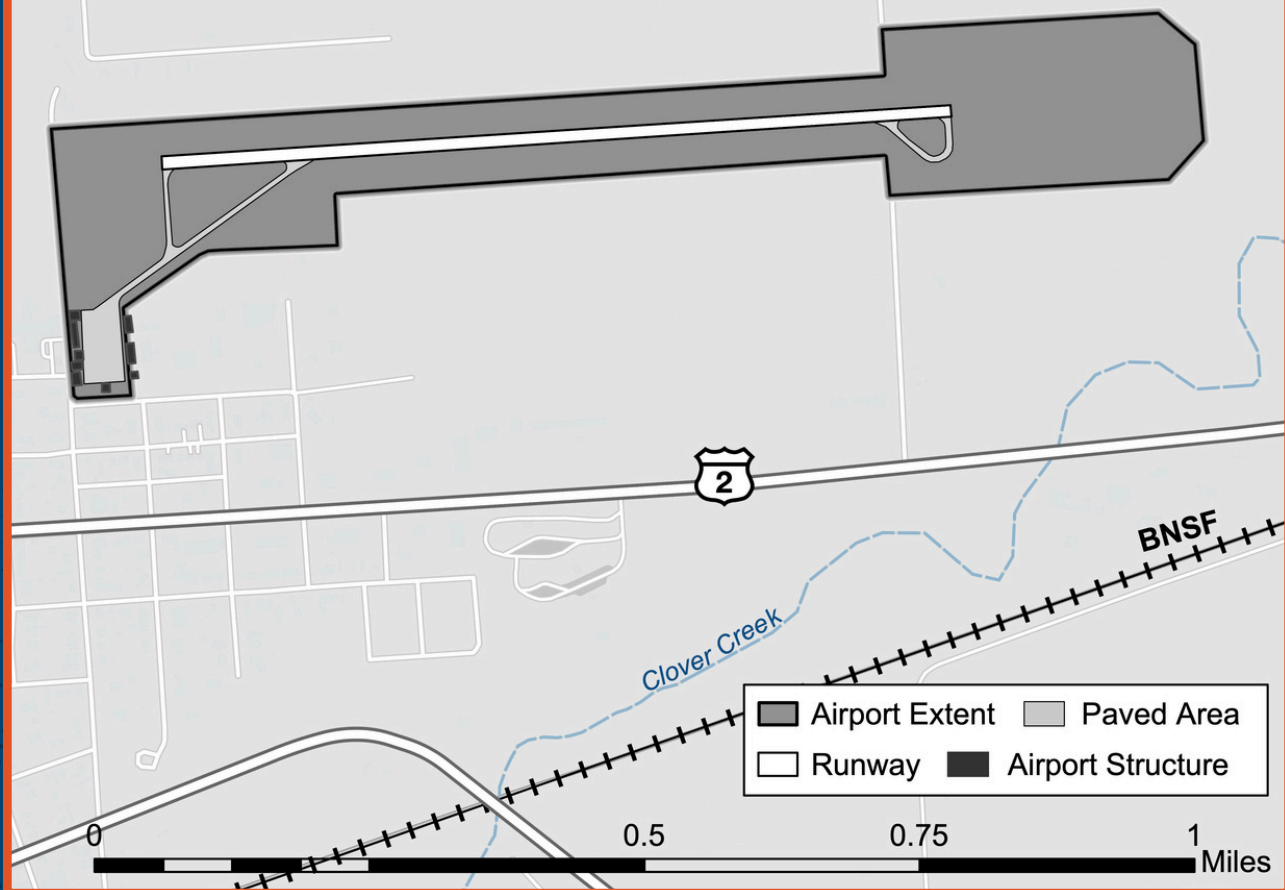 2
BNSF
Clover Creek
Airport Extent
Paved Area
Runway
Airport Structure
0
0.5
0.75
1
Miles